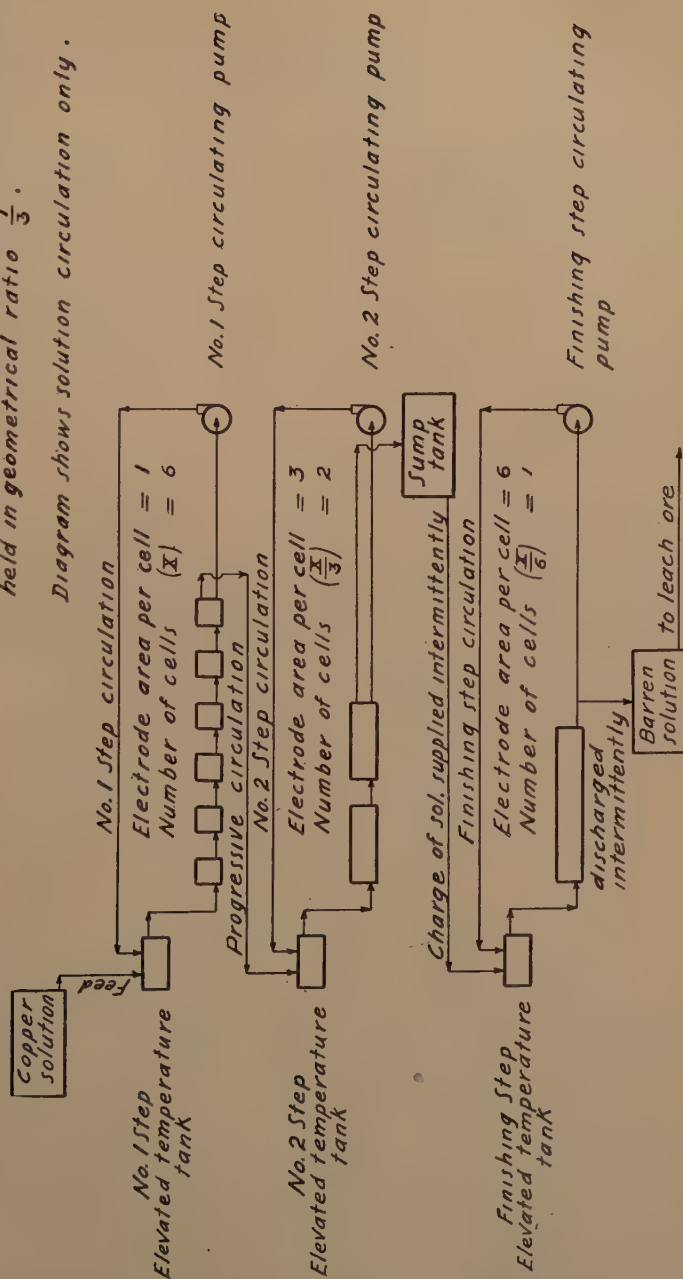 held in geometrical ratio 1/3.
Diagram shows solution circulation only.
Copper
solution
Feed
No.1 Step circulation
Electrode area per cell = 1
Number of cells (X) = 6
No.1 Step circulating pump
No.1 Step
Elevated temperature
tank
Progressive circulation
No.2 Step circulation
Electrode area per cell = 3
Number of cells (X/3) = 2
No.2 Step circulating pump
No.2 Step
Elevated temperature
tank
Sump
tank
Charge of sol. supplied intermittently
Finishing step circulation
Electrode area per cell = 6
Number of cells (X/6) = 1
Finishing step circulating
pump
Finishing Step
Elevated temperature
tank
discharged
intermittently
Barren
solution
to leach ore